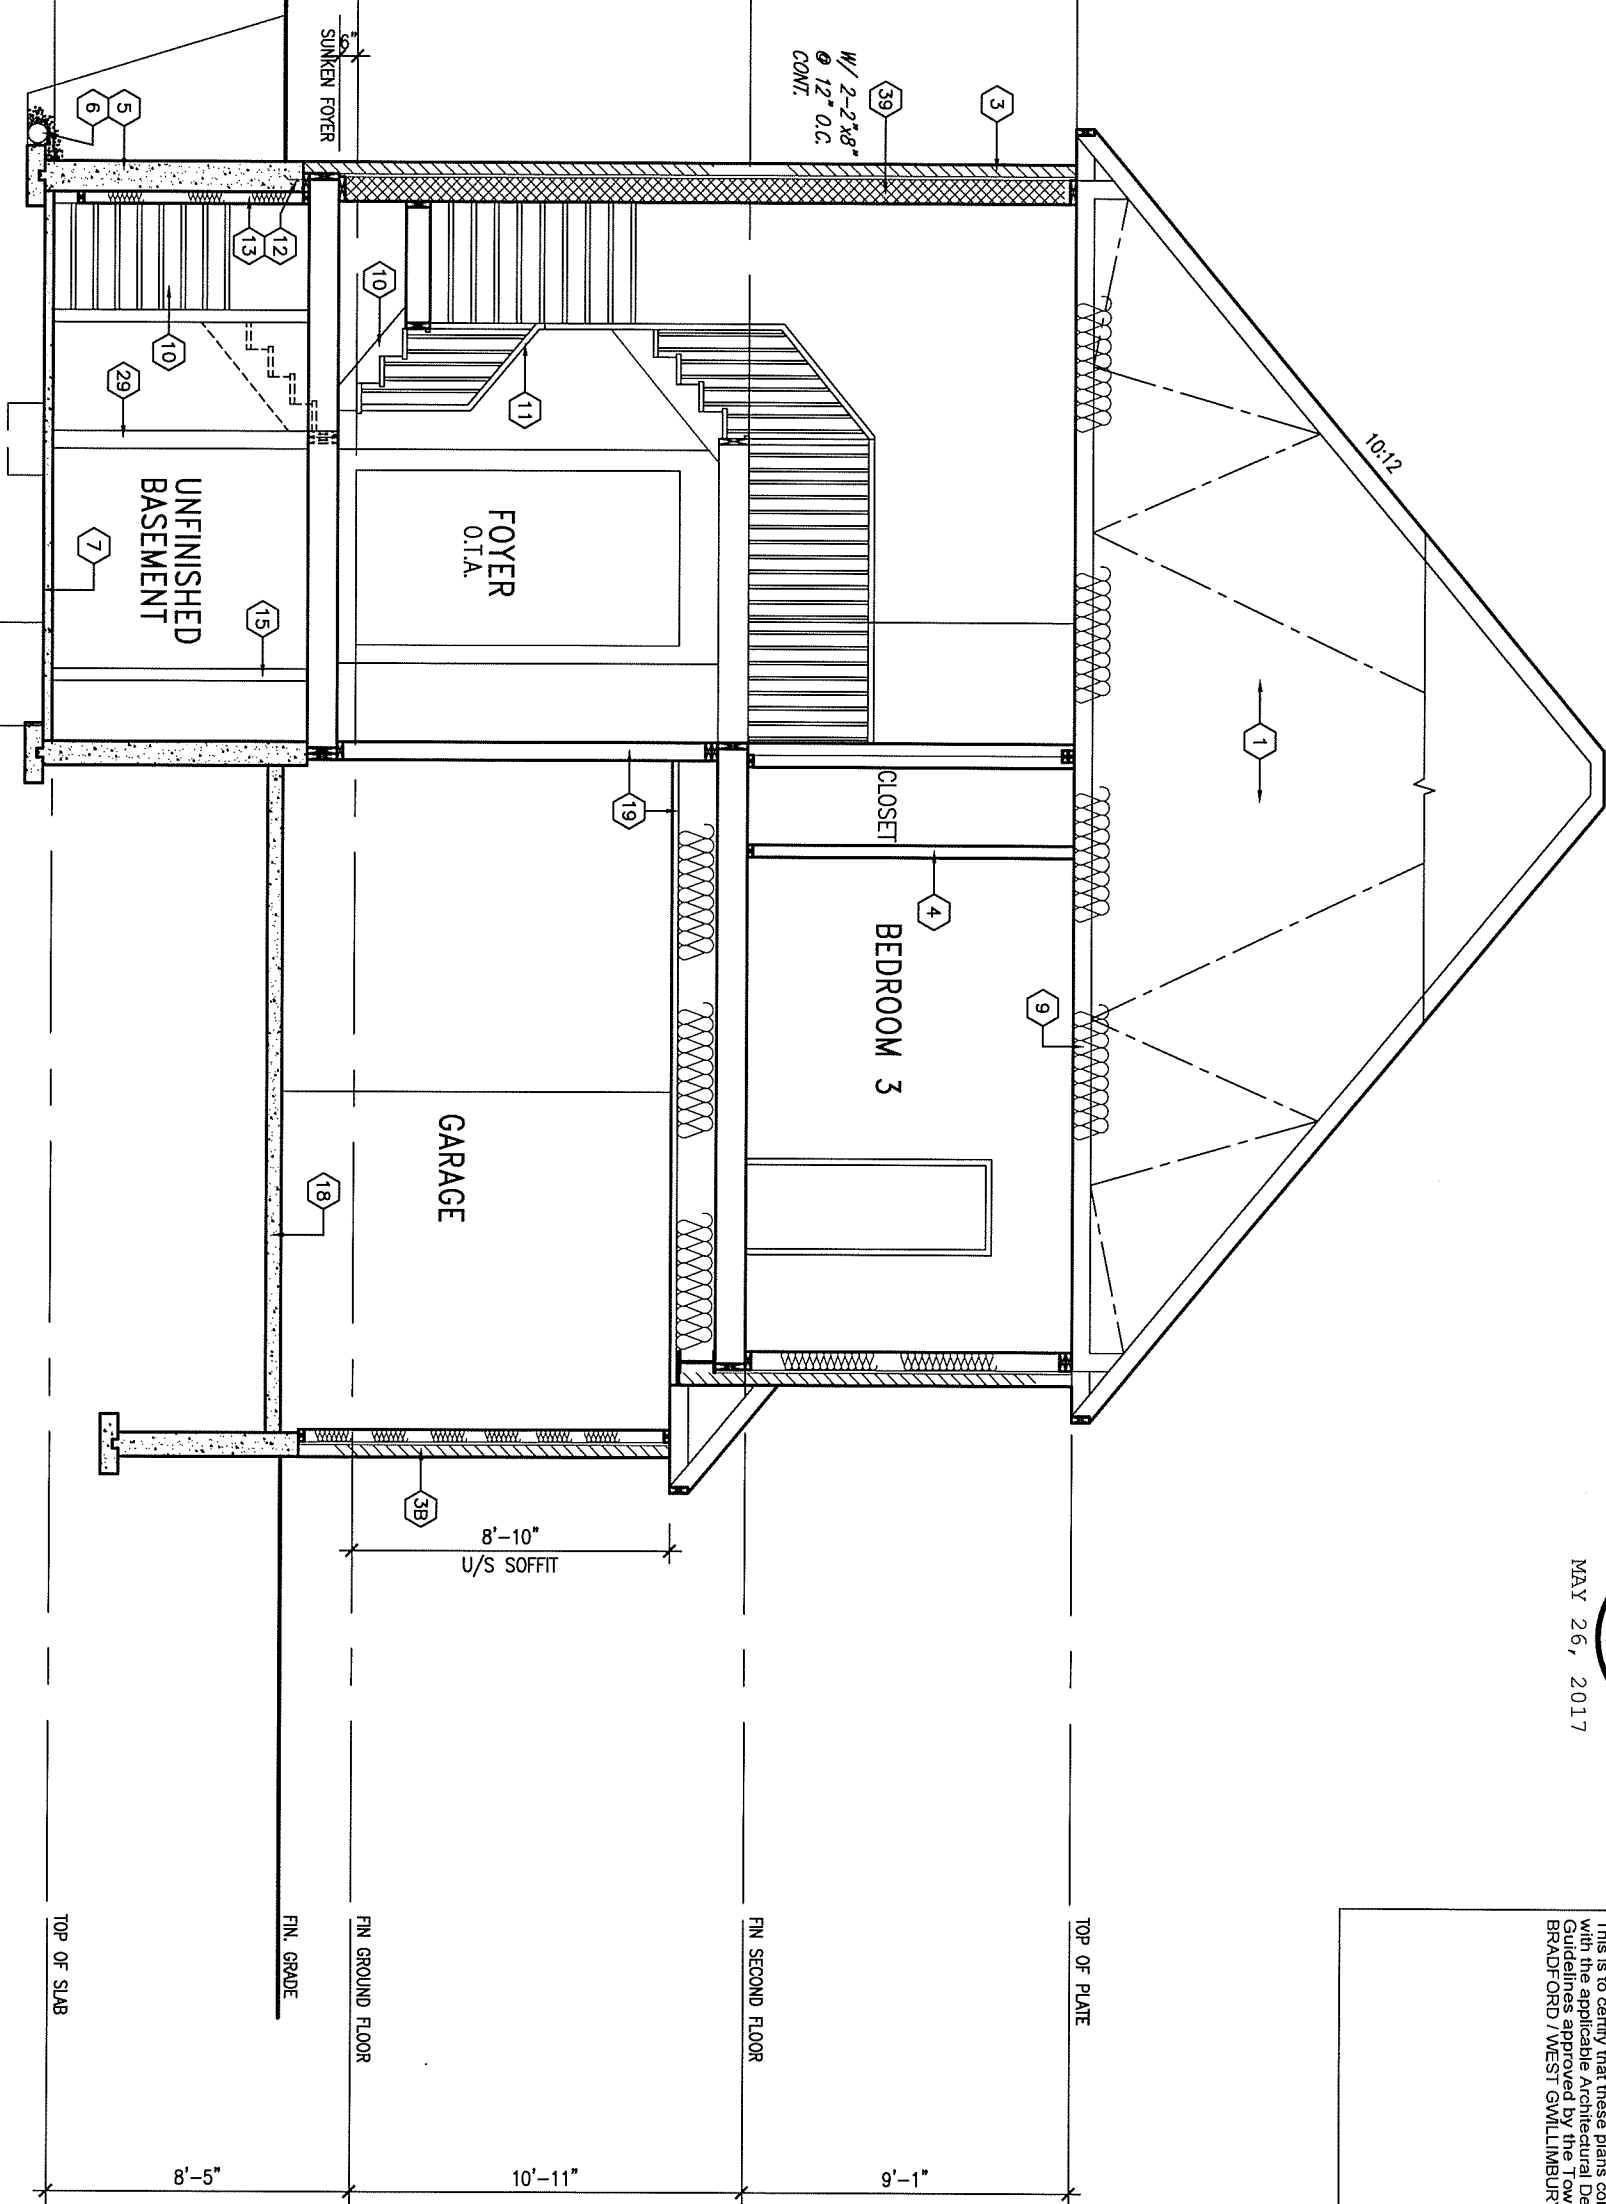 MAY 26, 2017
This is to certify that these plans
with the applicable Architectural
Guidelines approved by the
BRADFORD / WEST
10:12
1
9
3
39
W/ 2-2"x8"
@ 12" O.C.
CONT.
CLOSET
4
BEDROOM 3
TOP OF PLATE
9'-1"
FIN SECOND FLOOR
11
FOYER
O.T.A.
19
10
GARAGE
3B
8'-10"
U/S SOFFIT
10'-11"
6"
SUNKEN FOYER
FIN GROUND FLOOR
18
FIN. GRADE
12
13
5
6
10
29
15
UNFINISHED
BASEMENT
7
8'-5"
TOP OF SLAB